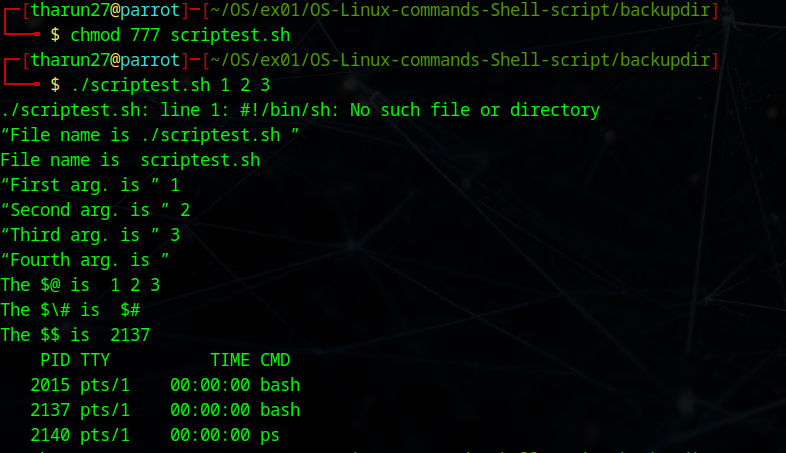 ┌─[tharun27@parrot]─[~/OS/ex01/OS-Linux-commands-Shell-script/backupdir]
└──╼ $ chmod 777 scriptest.sh
┌─[tharun27@parrot]─[~/OS/ex01/OS-Linux-commands-Shell-script/backupdir]
└──╼ $ ./scriptest.sh 1 2 3
./scriptest.sh: line 1: #!/bin/sh: No such file or directory
“File name is ./scriptest.sh ”
File name is  scriptest.sh
“First arg. is ” 1
“Second arg. is ” 2
“Third arg. is ” 3
“Fourth arg. is ”
The $@ is  1 2 3
The $\# is  $#
The $$ is  2137
    PID TTY          TIME CMD
   2015 pts/1    00:00:00 bash
   2137 pts/1    00:00:00 bash
   2140 pts/1    00:00:00 ps